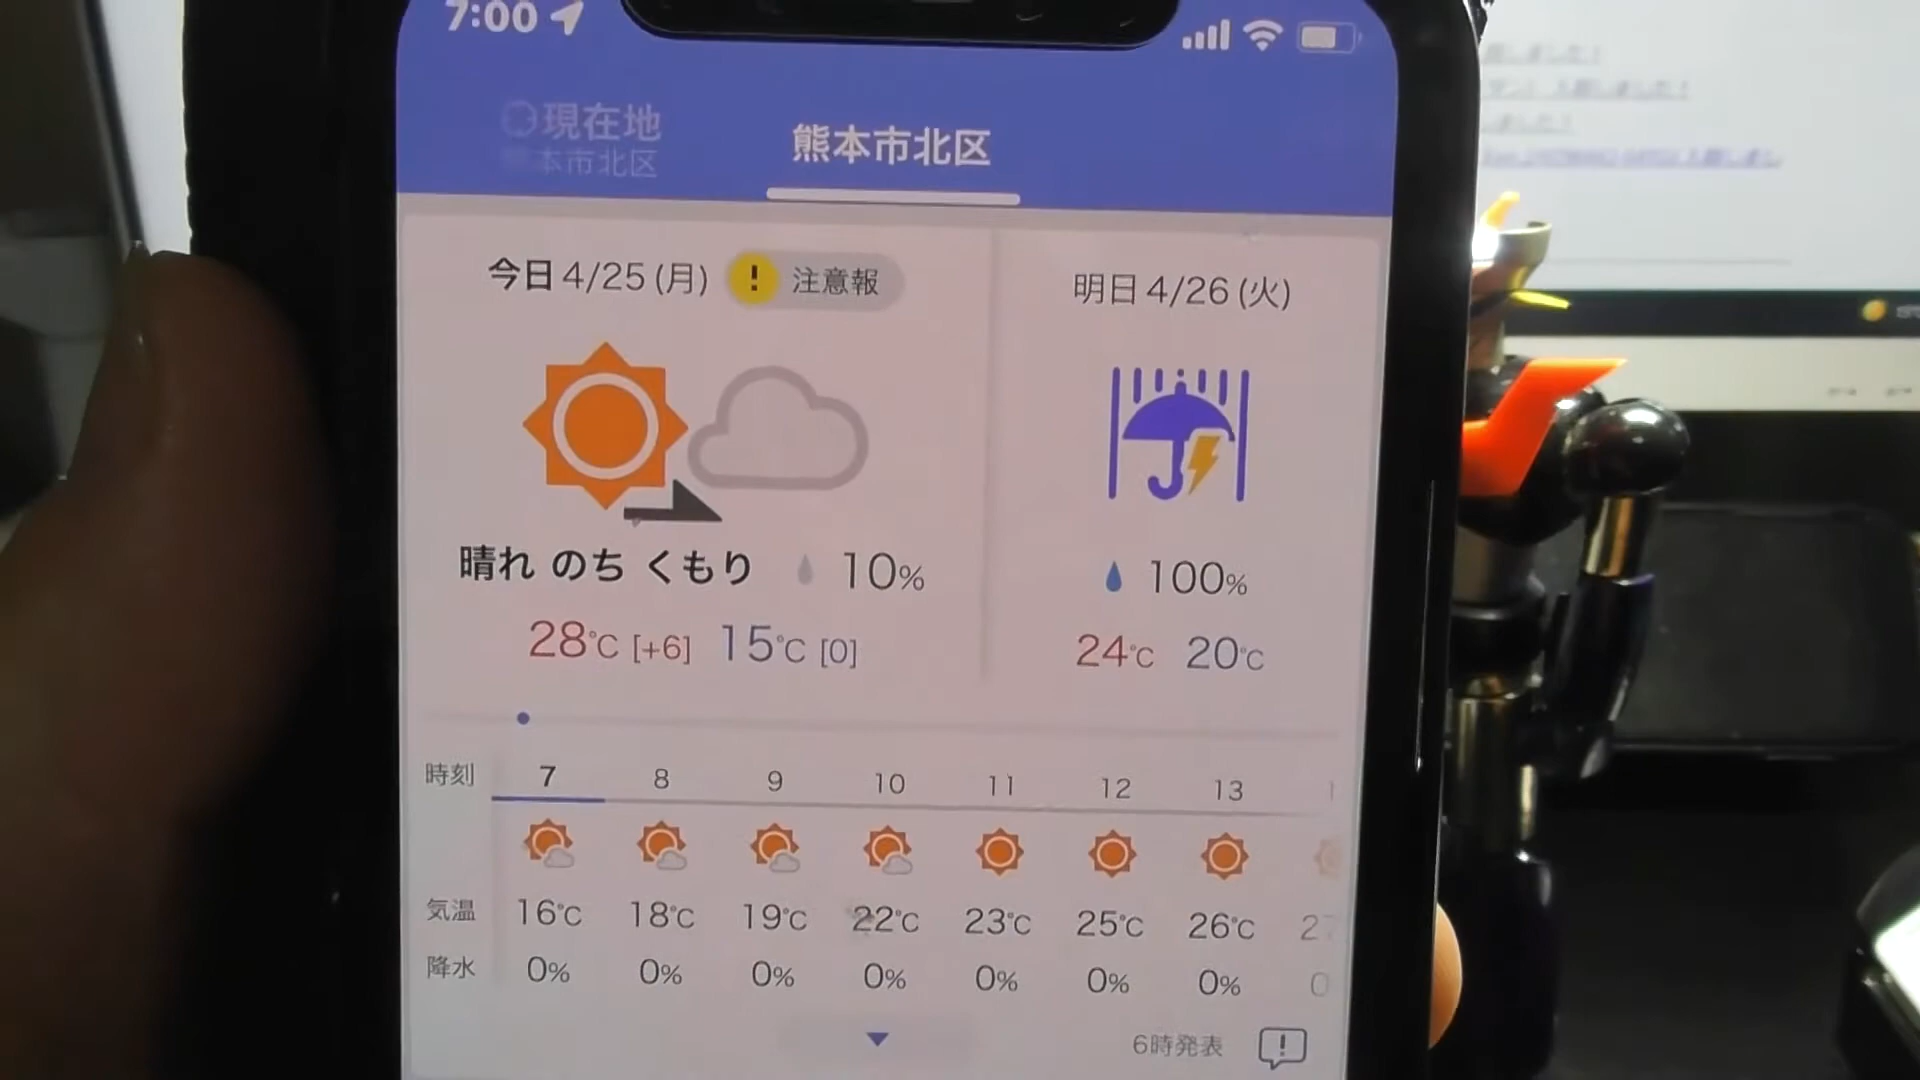 7:00
現在地
熊本市北区
本市北区
今日 4/25 (月) ! 注意報
明日 4/26 (火)
晴れ のち くもり 10%
28℃ [+6] 15℃ [0]
100%
24℃ 20℃
時刻 7 8 9 10 11 12 13
気温 16℃ 18℃ 19℃ 22℃ 23℃ 25℃ 26℃
降水 0% 0% 0% 0% 0% 0% 0%
6時発表